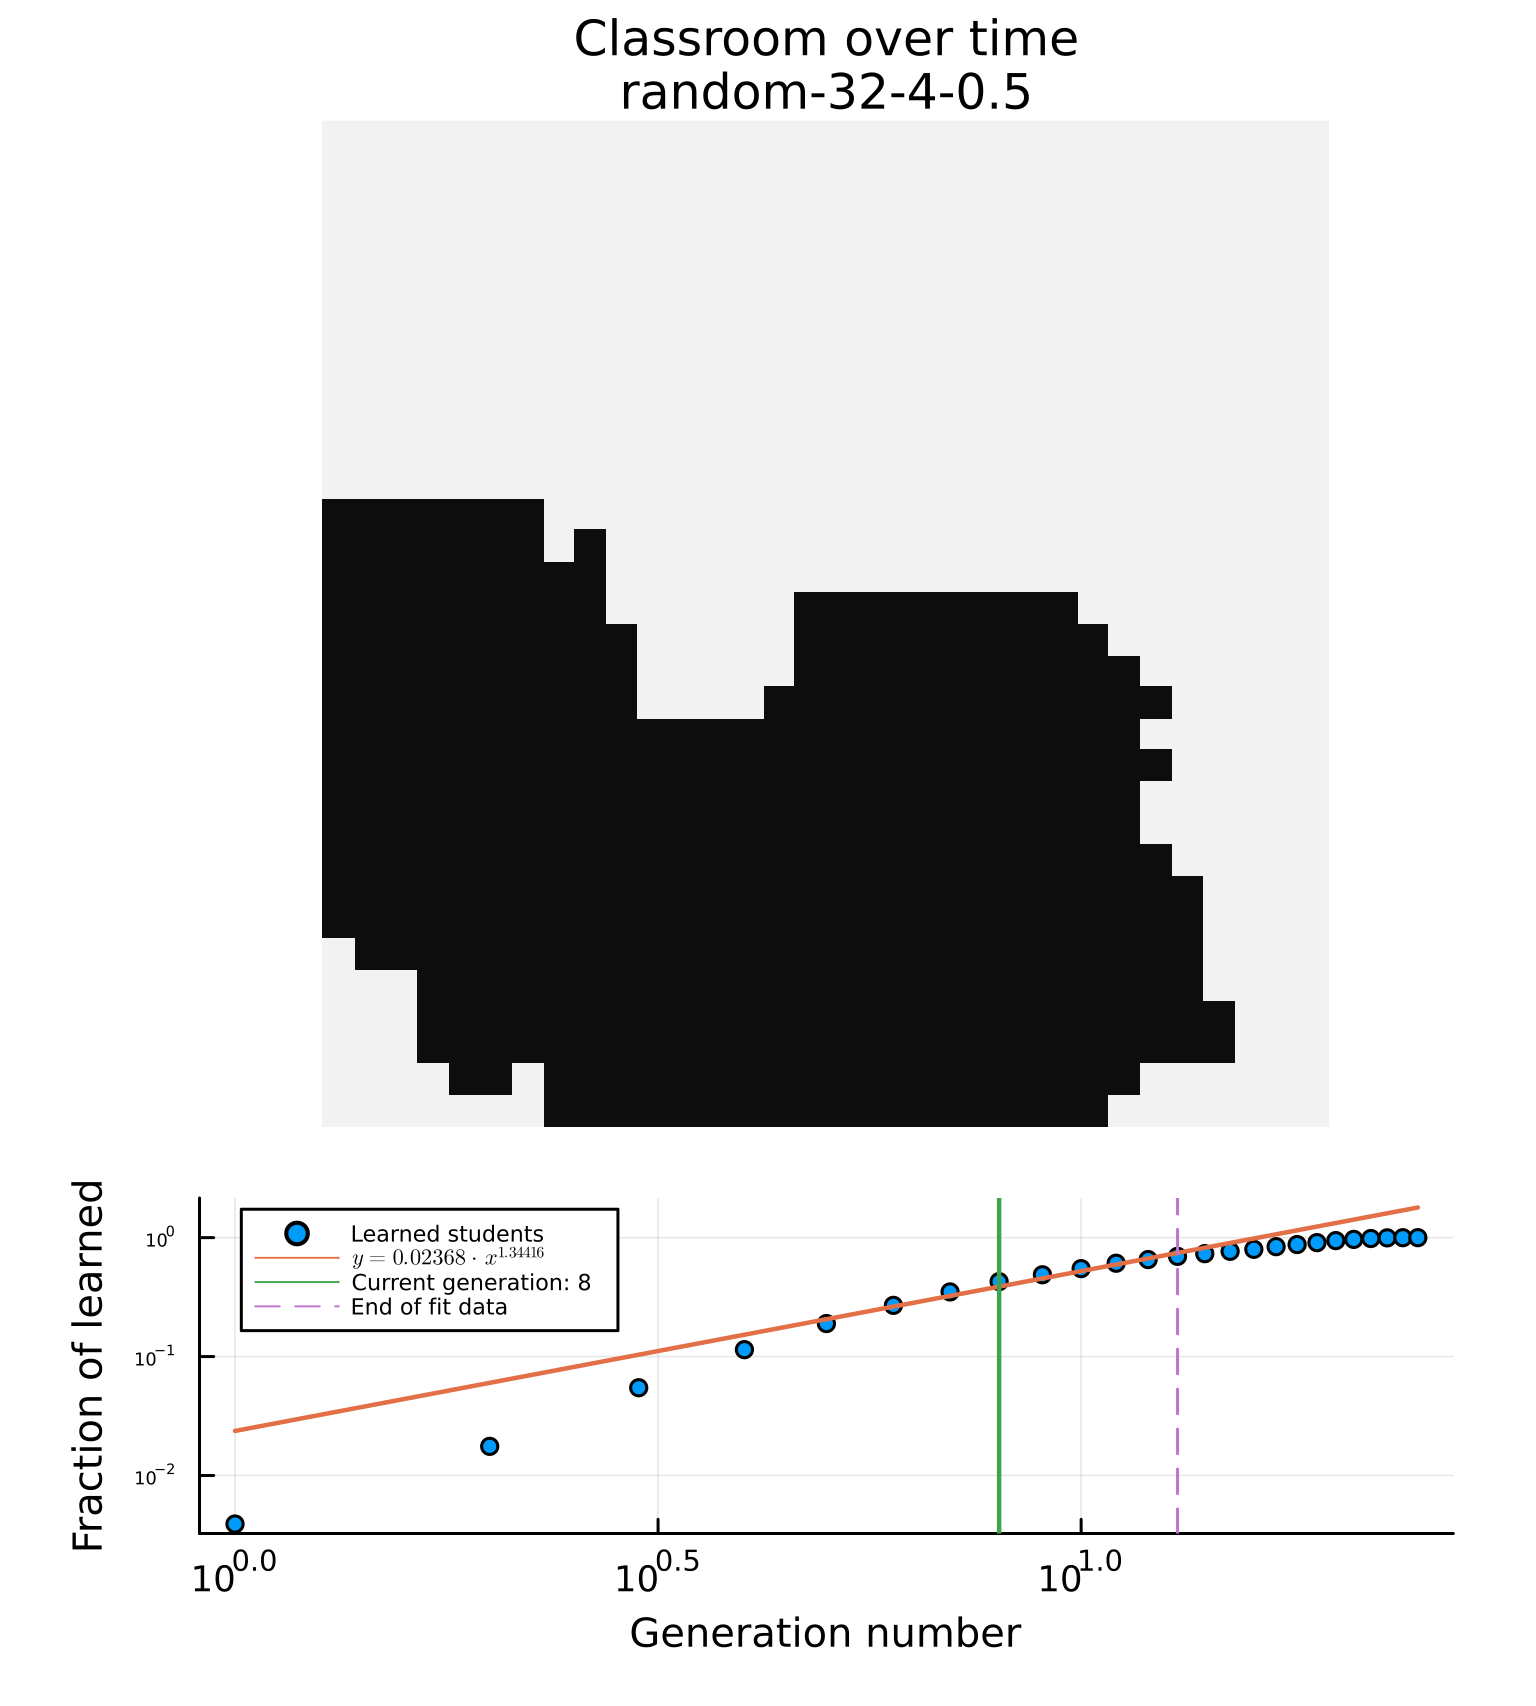 Classroom over time
random-32-4-0.5
Fraction of learned
10^0
10^-1
10^-2
Learned students
y = 0.02368 · x^1.34416
Current generation: 8
End of fit data
10^0.0
10^0.5
10^1.0
Generation number